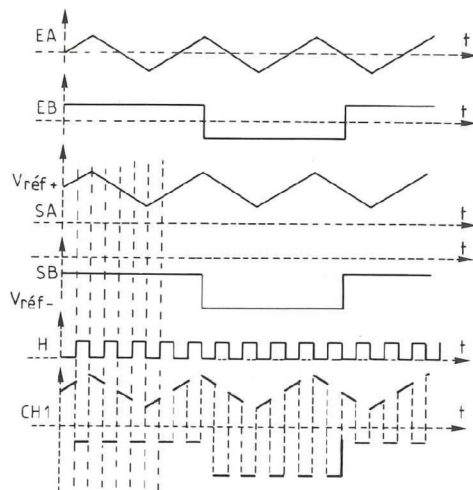 EA t
EB t
Vréf+
SA t
t
SB
Vréf-
H t
CH1 t